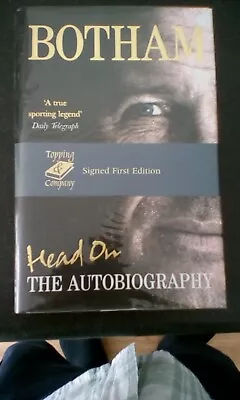 BOTHAM
'A true
sporting legend'
Daily Telegraph
Topping
&
Company
Signed First Edition
Head On
THE AUTOBIOGRAPHY